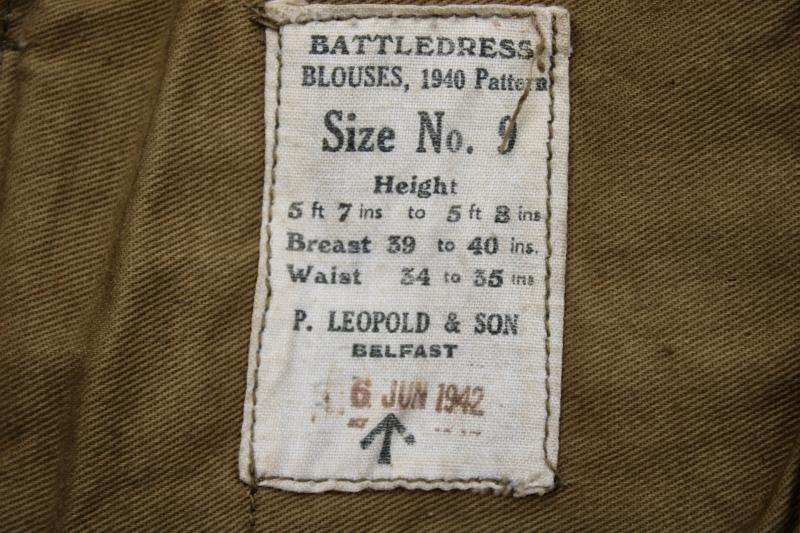 BATTLEDRESS
BLOUSES, 1940 Pattern
Size No. 9
Height
5 ft 7 ins to 5 ft 8 ins
Breast 39 to 40 ins.
Waist 34 to 35 ins
P. LEOPOLD & SON
BELFAST
6 JUN 1942